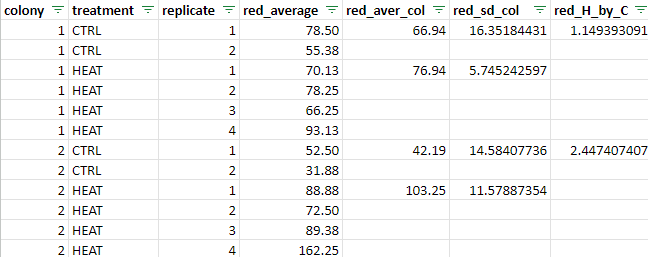 colony treatment replicate red_average red_aver_col red_sd_col red_H_by_C
1 CTRL 1 78.50 66.94 16.35184431 1.149393091
1 CTRL 2 55.38
1 HEAT 1 70.13 76.94 5.745242597
1 HEAT 2 78.25
1 HEAT 3 66.25
1 HEAT 4 93.13
2 CTRL 1 52.50 42.19 14.58407736 2.447407407
2 CTRL 2 31.88
2 HEAT 1 88.88 103.25 11.57887354
2 HEAT 2 72.50
2 HEAT 3 89.38
2 HEAT 4 162.25